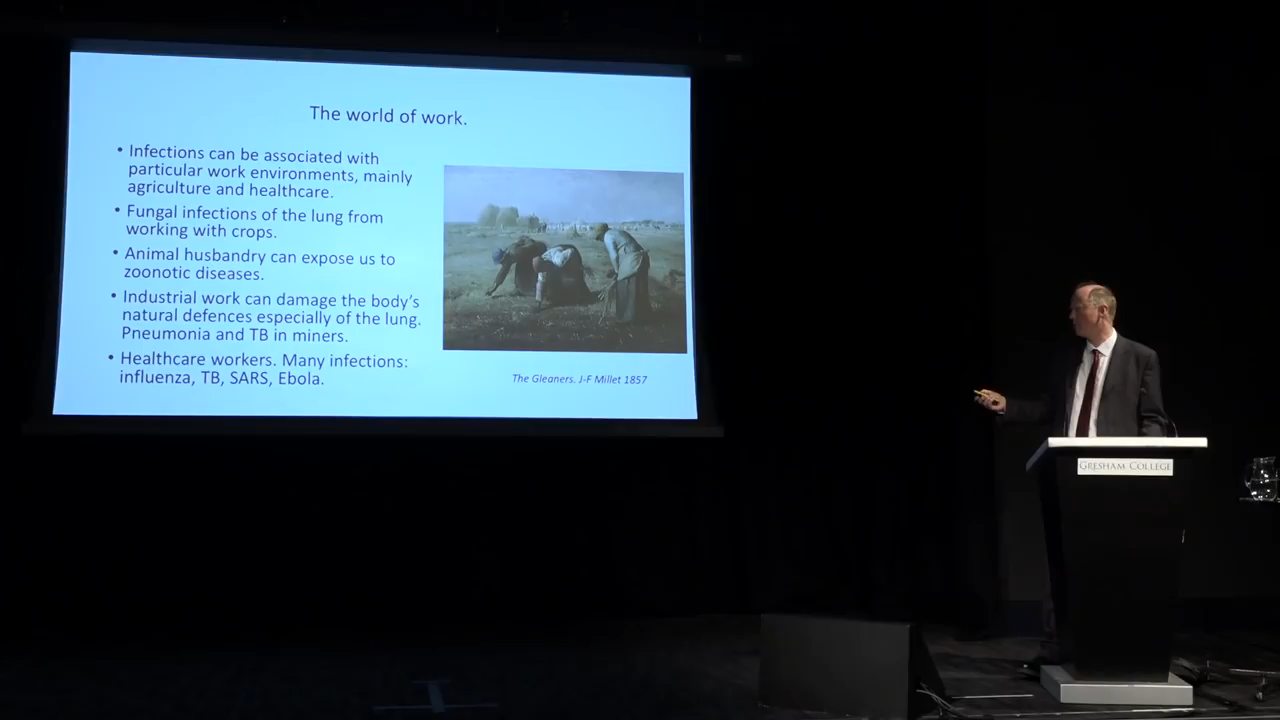 The world of work.
• Infections can be associated with
particular work environments, mainly
agriculture and healthcare.
• Fungal infections of the lung from
working with crops.
• Animal husbandry can expose us to
zoonotic diseases.
• Industrial work can damage the body's
natural defences especially of the lung.
Pneumonia and TB in miners.
• Healthcare workers. Many infections:
influenza, TB, SARS, Ebola.
The Gleaners. J-F Millet 1857
GRESHAM COLLEGE